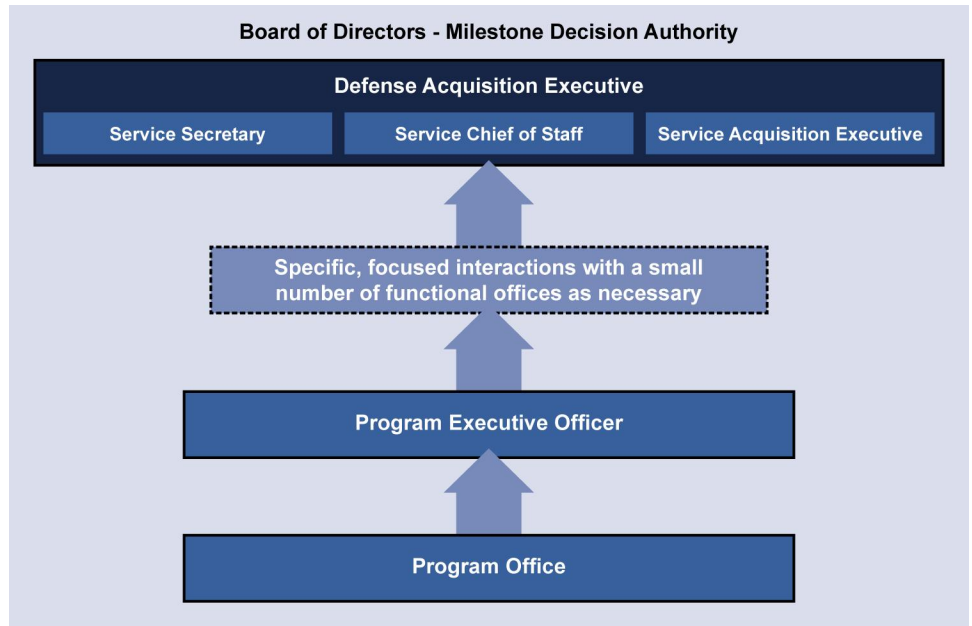 Board of Directors - Milestone Decision Authority
Defense Acquisition Executive
Service Secretary
Service Chief of Staff
Service Acquisition Executive
Specific, focused interactions with a small
number of functional offices as necessary
Program Executive Officer
Program Office